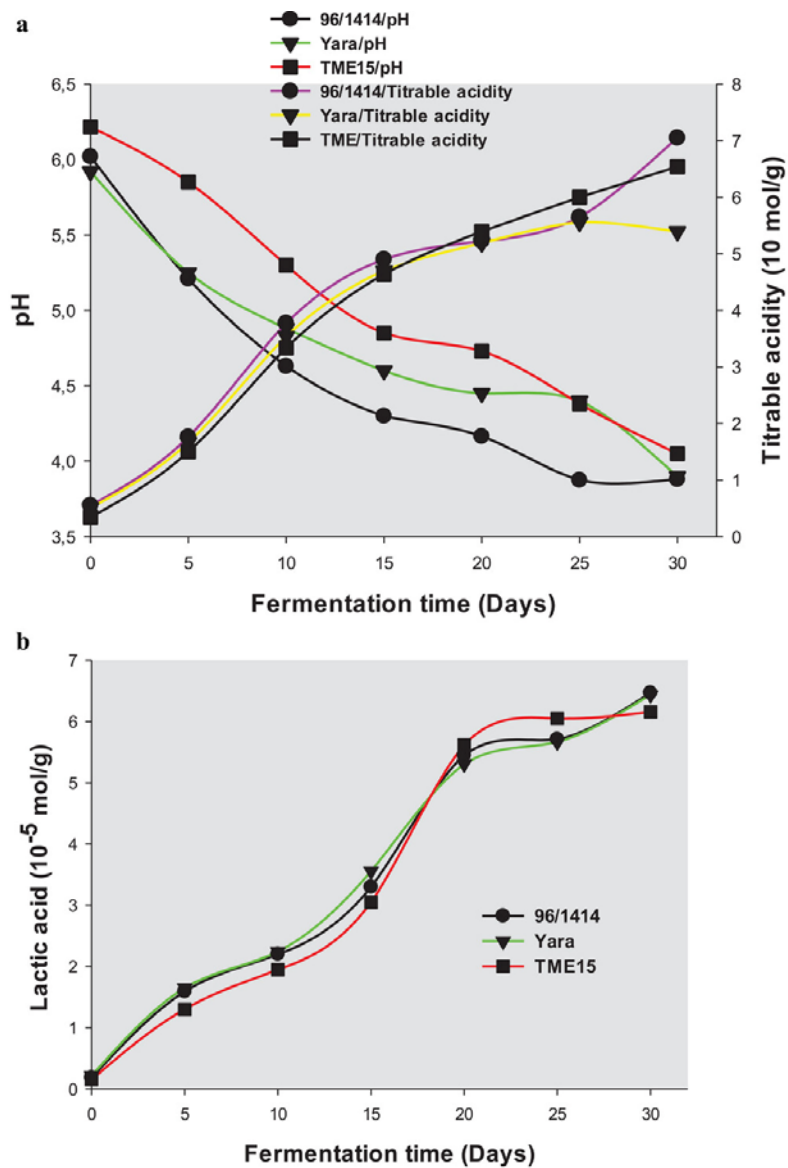 a
96/1414/pH
Yara/pH
TME15/pH
96/1414/Titrable acidity
Yara/Titrable acidity
TME/Titrable acidity
6,5
6,0
5,5
5,0
4,5
4,0
3,5
pH
8
7
6
5
4
3
2
1
0
Titrable acidity (10 mol/g)
0 5 10 15 20 25 30
Fermentation time (Days)
b
7
6
5
4
3
2
1
0
Lactic acid (10⁻⁵ mol/g)
96/1414
Yara
TME15
0 5 10 15 20 25 30
Fermentation time (Days)